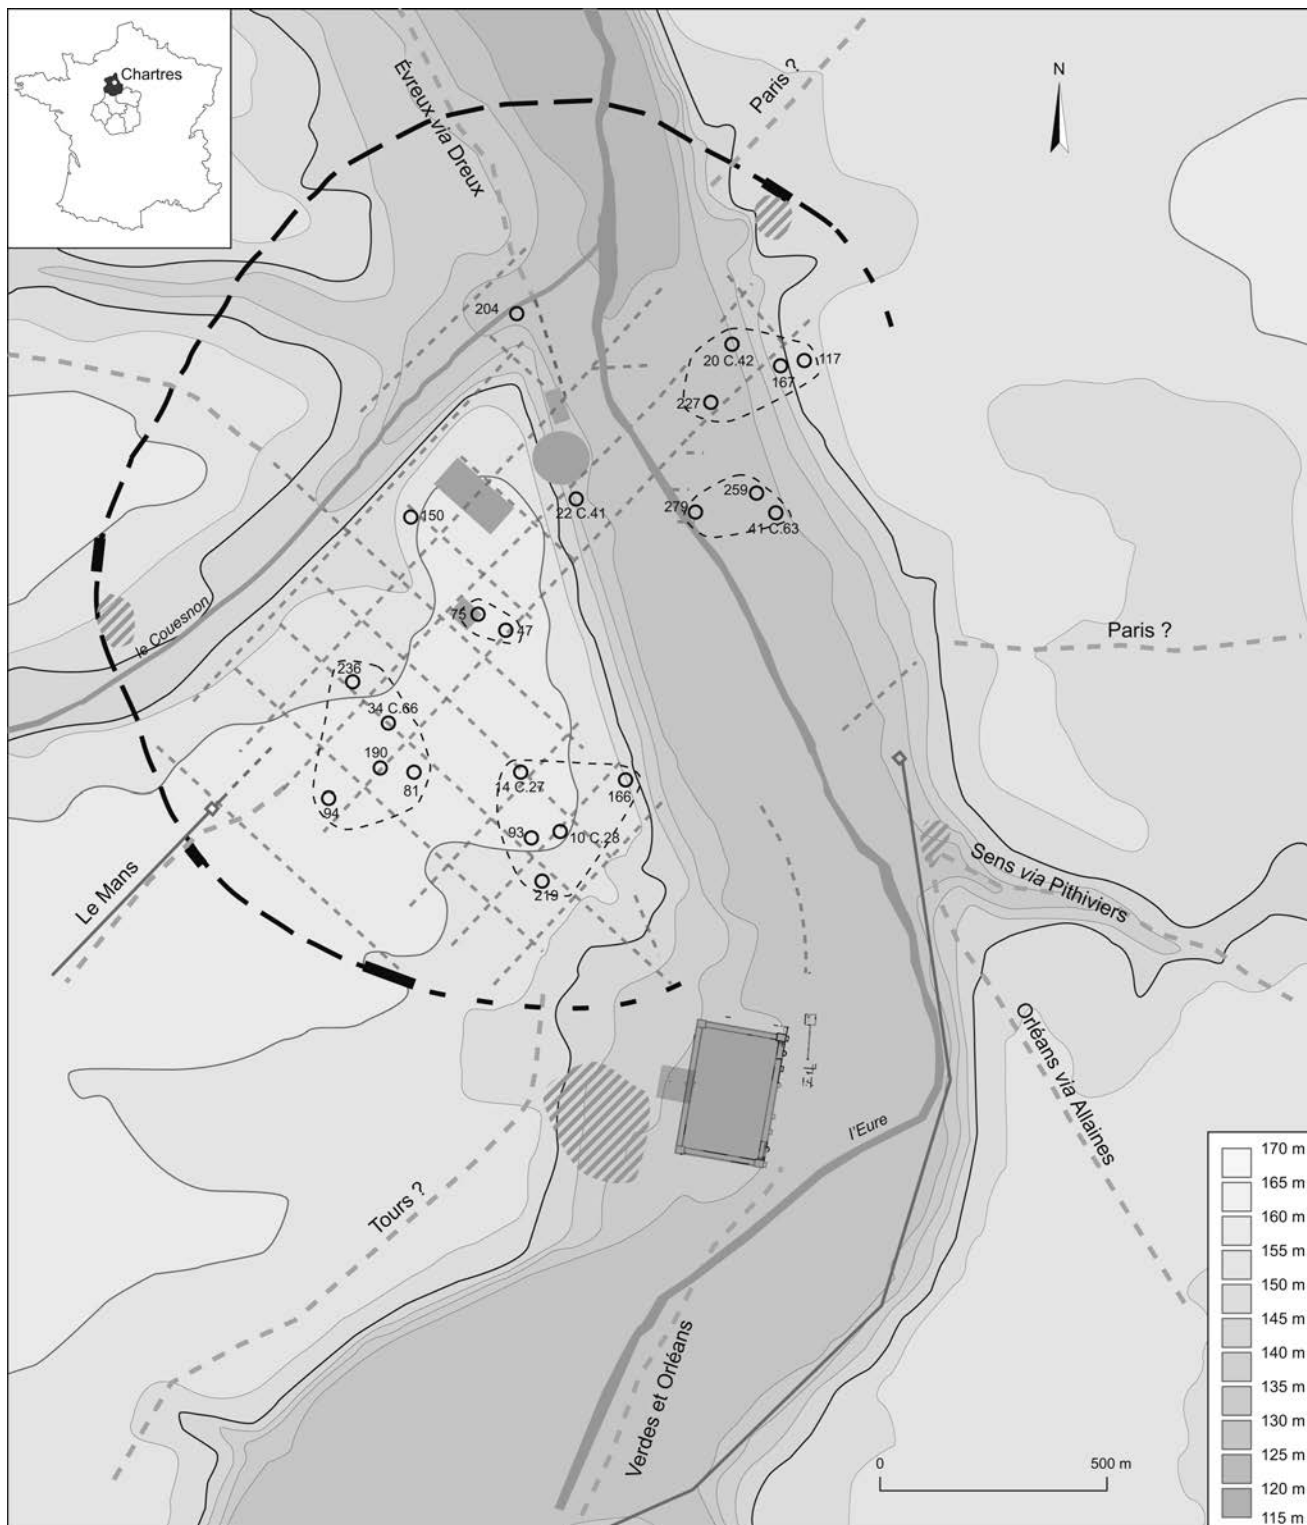 Chartres
Évreux via Dreux
Paris ?
N
204
20 C.42
117
167
227
259
279
41 C.63
22 C.41
150
le Couesnon
75
47
Paris ?
236
34 C.66
190
81
94
14 C.27
166
93
10 C.28
219
Le Mans
Sens via Pithiviers
Orléans via Allaines
l'Eure
Tours ?
Verdes et Orléans
0
500 m
170 m
165 m
160 m
155 m
150 m
145 m
140 m
135 m
130 m
125 m
120 m
115 m